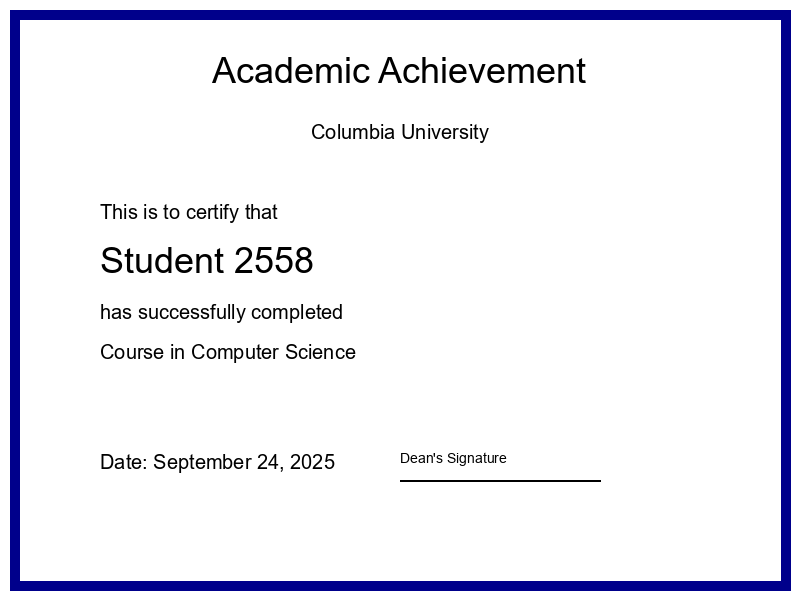 Academic Achievement
Columbia University
This is to certify that
Student 2558
has successfully completed
Course in Computer Science
Date: September 24, 2025
Dean's Signature